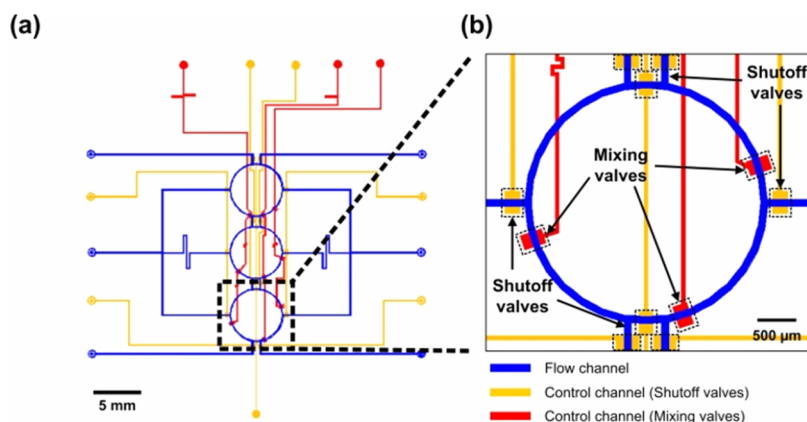 (a)
(b)
Shutoff
valves
Mixing
valves
Shutoff
valves
500 µm
5 mm
Flow channel
Control channel (Shutoff valves)
Control channel (Mixing valves)